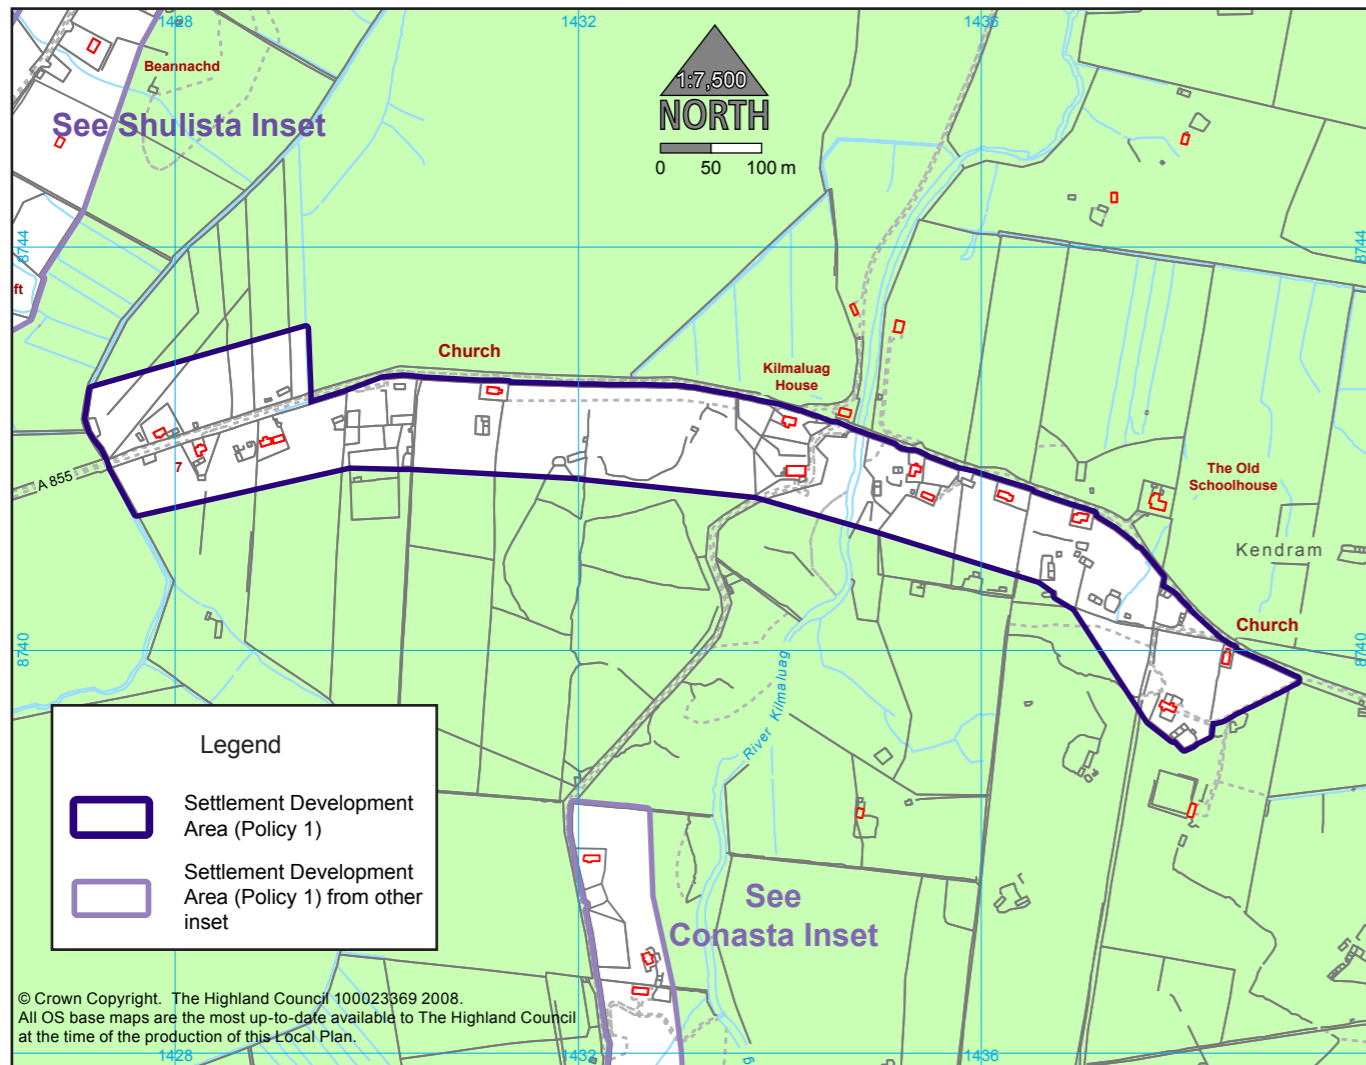 1428
1432
1436
Beannachd
See Shulista Inset
1:7,500
NORTH
0 50 100 m
8744
8744
ft
Church
Kilmaluag
House
7
A 855
The Old
Schoolhouse
Kendram
Church
8740
8740
River Kilmaluag
Legend
Settlement Development
Area (Policy 1)
Settlement Development
Area (Policy 1) from other
inset
See
Conasta Inset
© Crown Copyright. The Highland Council 100023369 2008.
All OS base maps are the most up-to-date available to The Highland Council
at the time of the production of this Local Plan.
1428
1432
1436